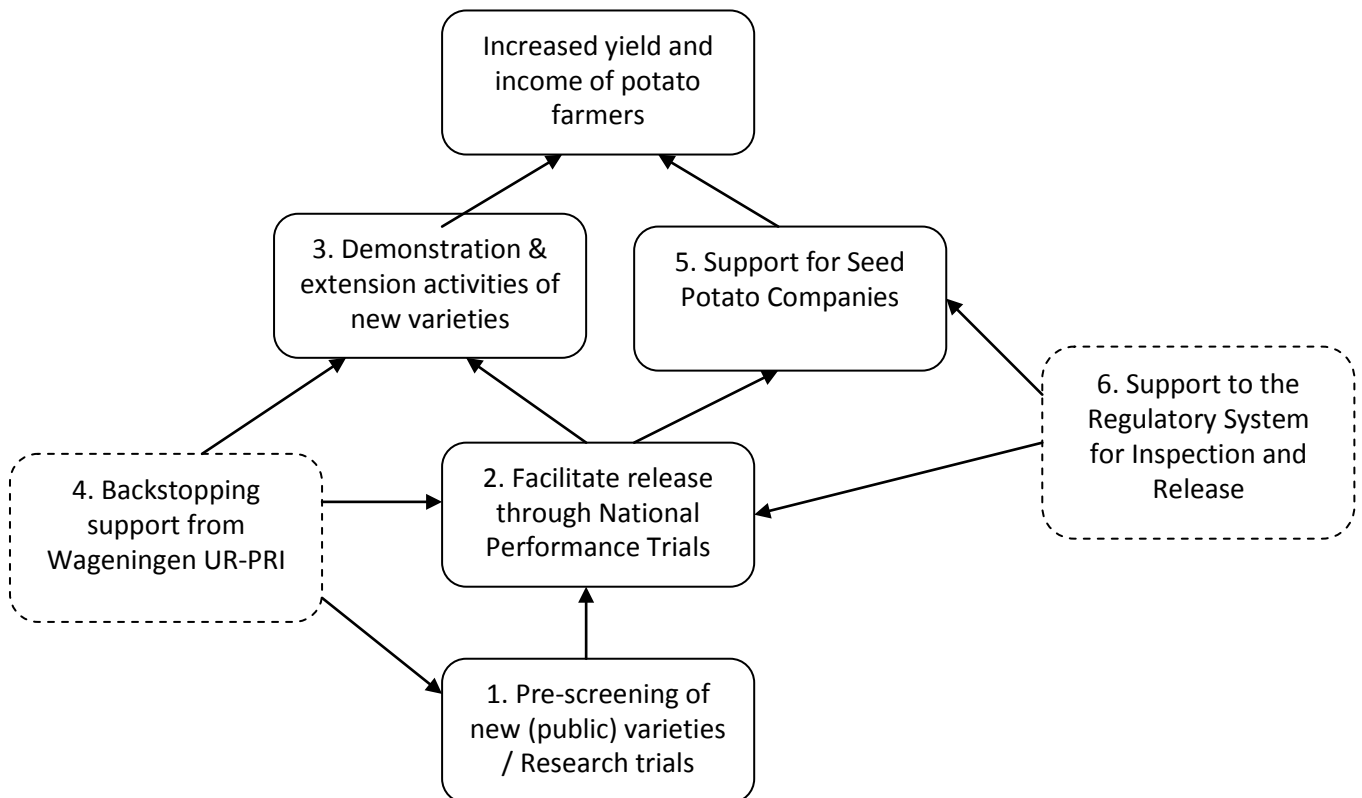 Increased yield and
income of potato
farmers
3. Demonstration &
extension activities of
new varieties
5. Support for Seed
Potato Companies
6. Support to the
Regulatory System
for Inspection and
Release
4. Backstopping
support from
Wageningen UR-PRI
2. Facilitate release
through National
Performance Trials
1. Pre-screening of
new (public) varieties
/ Research trials